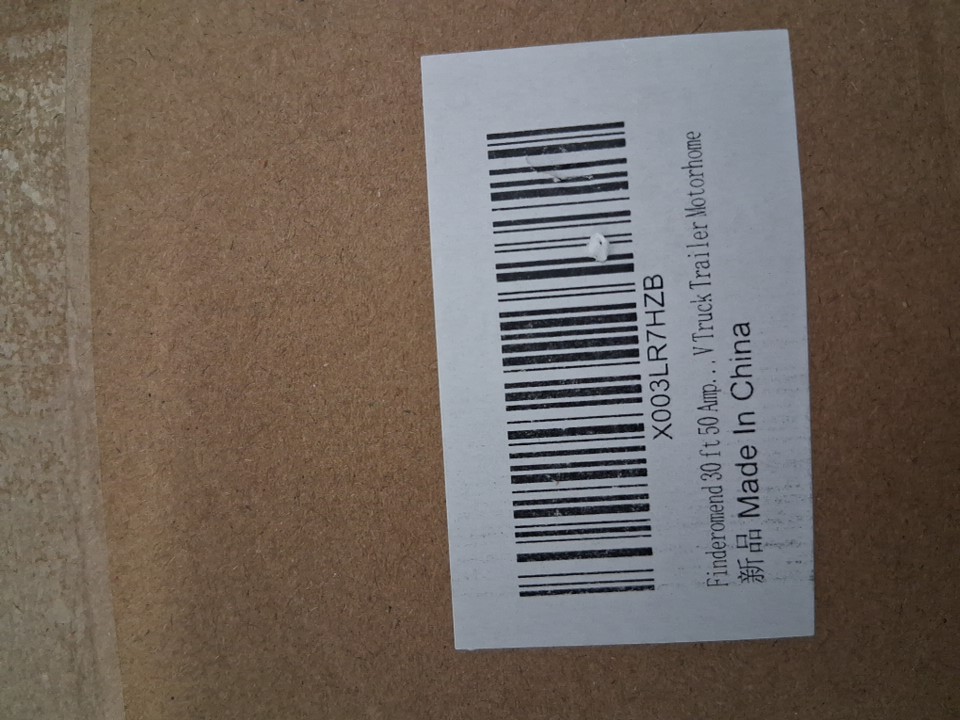 X003LR7HZB
Finderomend 30 ft 50 Amp...V Truck Trailer Motorhome
新品 Made In China